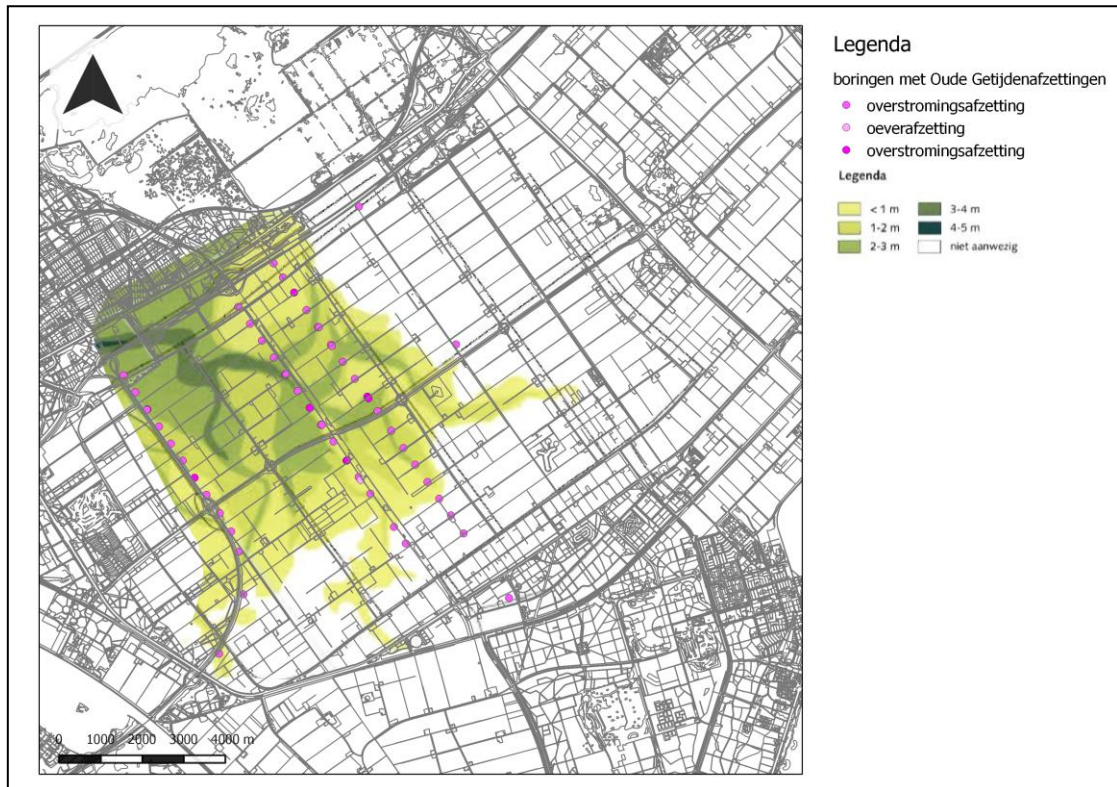 Legenda
boringen met Oude Getijdenafzettingen
overstromingsafzetting
oeverafzetting
overstromingsafzetting
Legenda
< 1 m
3-4 m
1-2 m
4-5 m
2-3 m
niet aanwezig
0 1000 2000 3000 4000 m